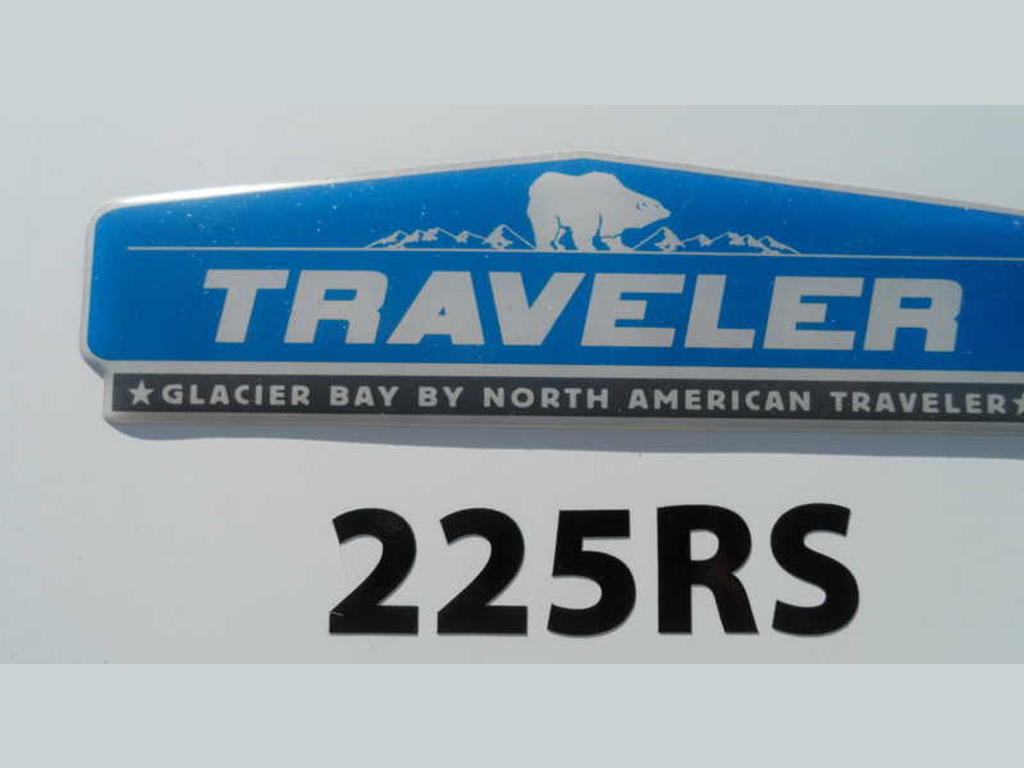 TRAVELER
★GLACIER BAY BY NORTH AMERICAN TRAVELER★
225RS